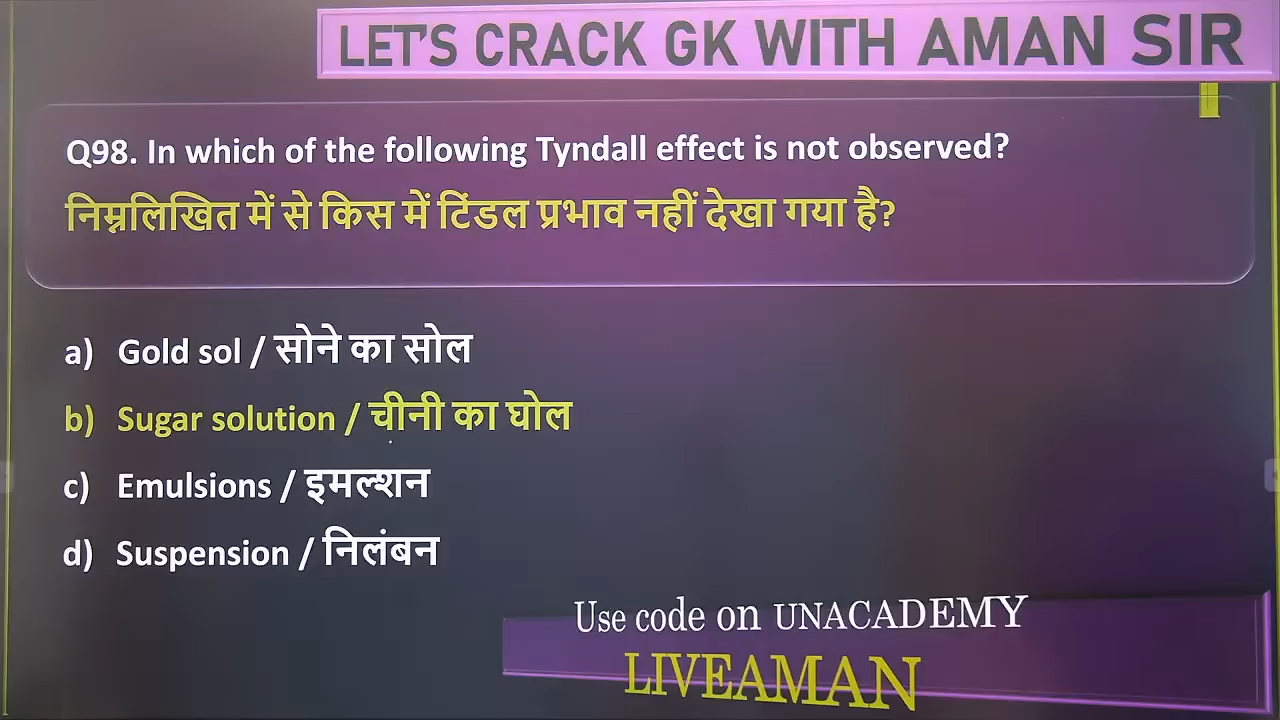 LET'S CRACK GK WITH AMAN SIR
Q98. In which of the following Tyndall effect is not observed?
निम्नलिखित में से किस में टिंडल प्रभाव नहीं देखा गया है?
a) Gold sol / सोने का सोल
b) Sugar solution / चीनी का घोल
c) Emulsions / इमल्शन
d) Suspension / निलंबन
Use code on UNACADEMY
LIVEAMAN